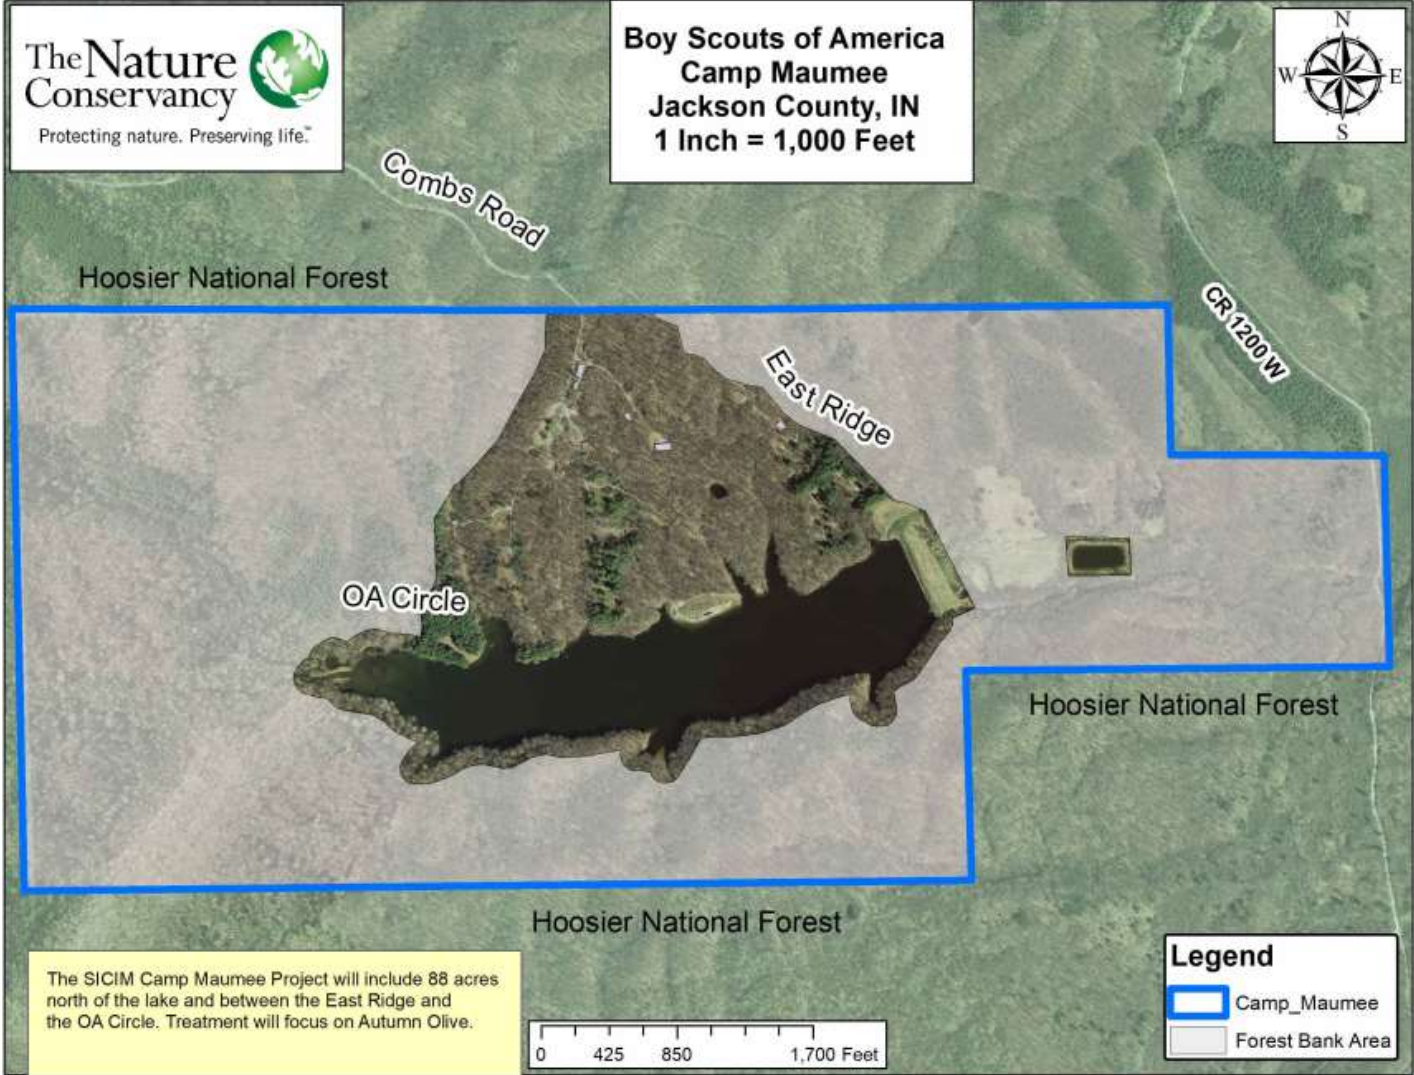 The Nature
Conservancy
Protecting nature. Preserving life.™
Boy Scouts of America
Camp Maumee
Jackson County, IN
1 Inch = 1,000 Feet
N
W E
S
Combs Road
Hoosier National Forest
CR 1200 W
East Ridge
OA Circle
Hoosier National Forest
Hoosier National Forest
The SICIM Camp Maumee Project will include 88 acres
north of the lake and between the East Ridge and
the OA Circle. Treatment will focus on Autumn Olive.
0 425 850 1,700 Feet
Legend
Camp_Maumee
Forest Bank Area